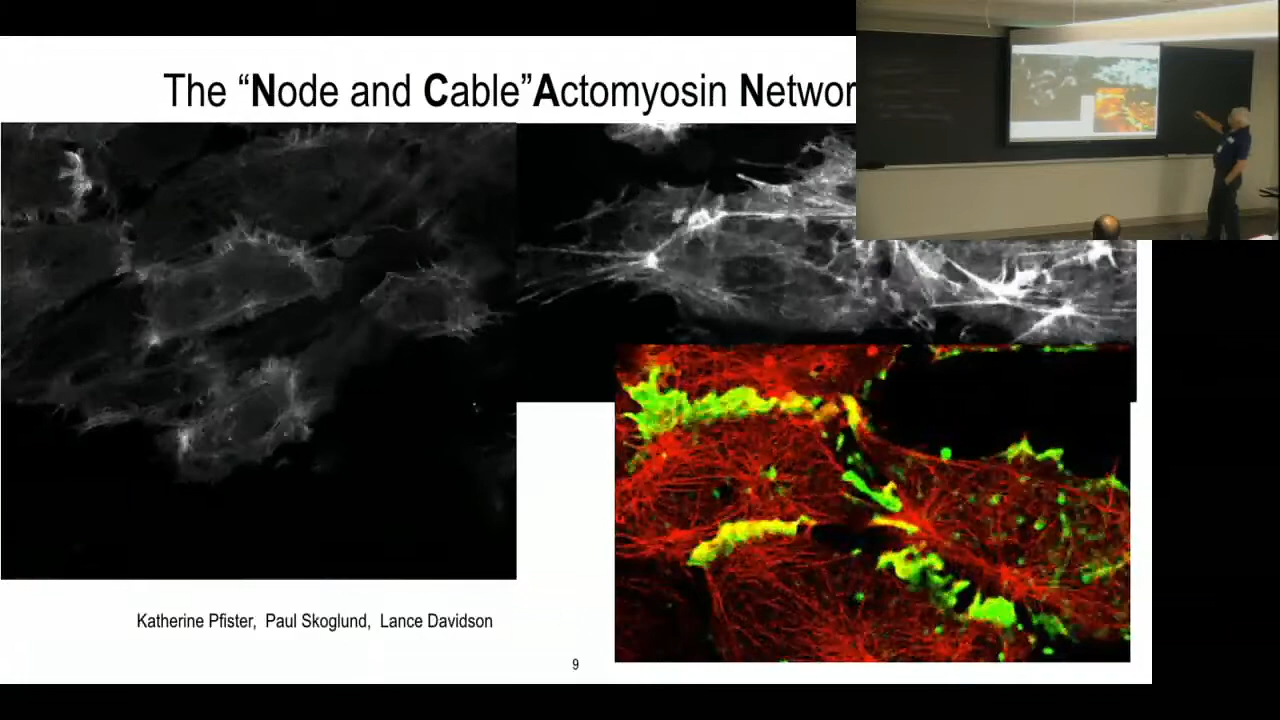 The “Node and Cable”Actomyosin Networ
Katherine Pfister, Paul Skoglund, Lance Davidson
9